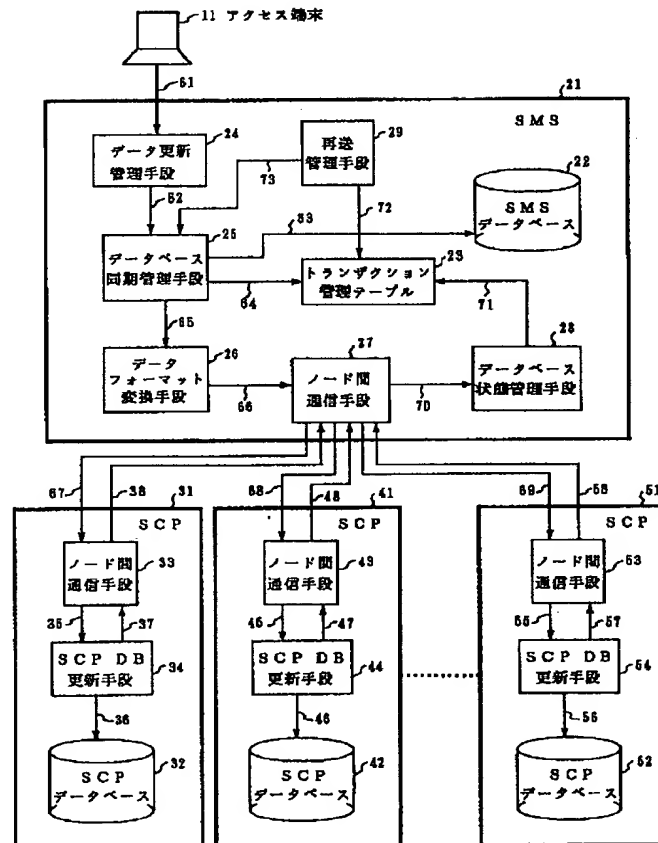 11 アクセス端末
61
21
SMS
24
データ更新
管理手段
29
再送
管理手段
22
SMS
データベース
73
62
72
33
25
データベース
同期管理手段
23
トランザクション
管理テーブル
64
71
65
26
データ
フォーマット
変換手段
27
ノード間
通信手段
28
データベース
状態管理手段
66
70
67
38
31
68
48
41
69
58
51
SCP
SCP
SCP
33
ノード間
通信手段
43
ノード間
通信手段
53
ノード間
通信手段
35
37
45
47
55
57
SCP DB
更新手段
34
SCP DB
更新手段
44
SCP DB
更新手段
54
36
46
56
SCP
データベース
32
SCP
データベース
42
SCP
データベース
52